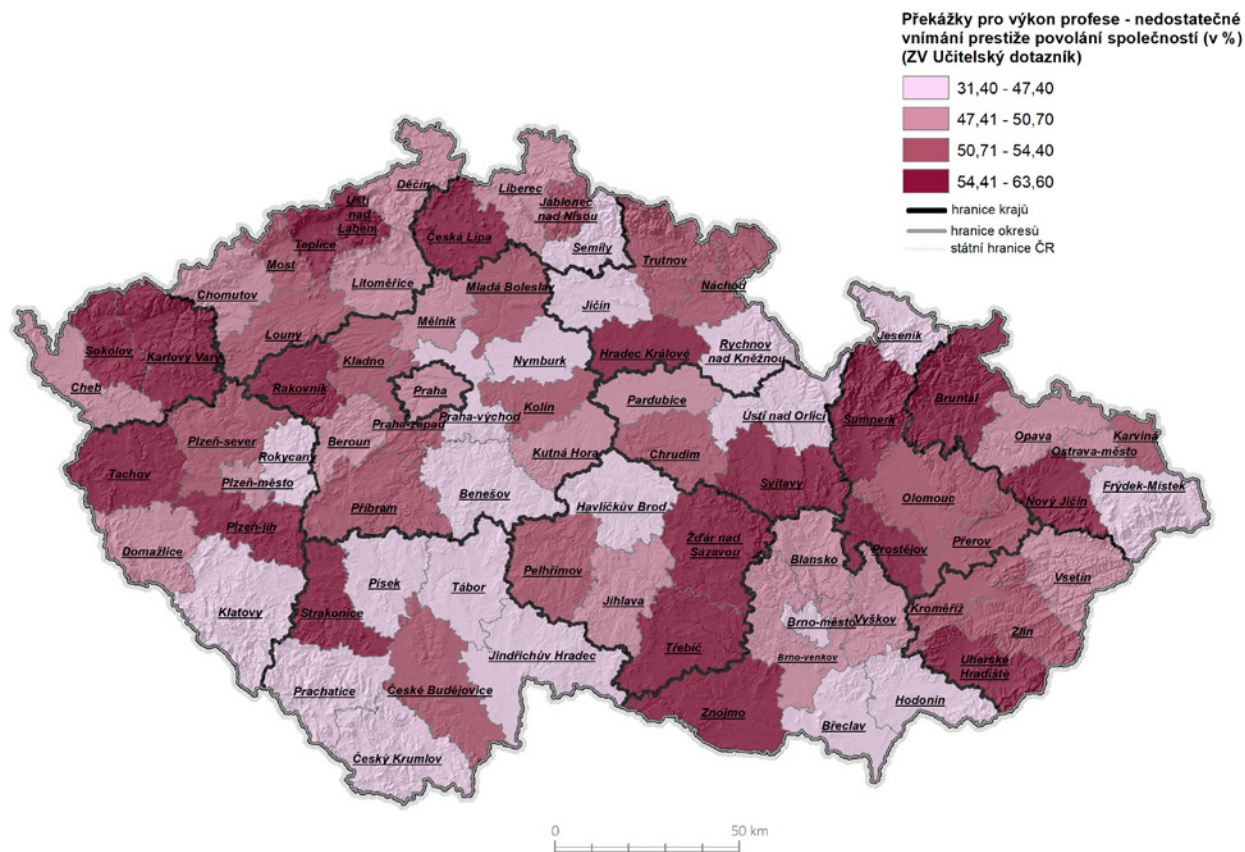 Překážky pro výkon profese - nedostatečné
vnímání prestiže povolání společností (v %)
(ZV Učitelský dotazník)
31,40 - 47,40
47,41 - 50,70
50,71 - 54,40
54,41 - 63,60
hranice krajů
hranice okresů
státní hranice ČR
Děčín
Liberec
Ústí
nad
Labem
Jablonec
nad Nisou
Teplice
Česká Lípa
Semily
Most
Trutnov
Chomutov
Litoměřice
Mladá Boleslav
Náchod
Jičín
Mělník
Louny
Jeseník
Sokolov
Karlovy Vary
Kladno
Nymburk
Hradec Králové
Rychnov
nad Kněžnou
Cheb
Rakovník
Praha
Kolín
Pardubice
Bruntál
Praha-východ
Ústí nad Orlicí
Šumperk
Praha-západ
Plzeň-sever
Beroun
Opava
Karviná
Rokycany
Kutná Hora
Chrudim
Ostrava-město
Tachov
Plzeň-město
Svitavy
Frýdek-Místek
Benešov
Olomouc
Nový Jičín
Příbram
Havlíčkův Brod
Plzeň-jih
Žďár nad
Sázavou
Prostějov
Přerov
Domažlice
Blansko
Pelhřimov
Vsetín
Písek
Tábor
Jihlava
Klatovy
Strakonice
Kroměříž
Brno-město
Vyškov
Zlín
Třebíč
Jindřichův Hradec
Brno-venkov
Uherské
Hradiště
Prachatice
České Budějovice
Hodonín
Znojmo
Břeclav
Český Krumlov
0 50 km